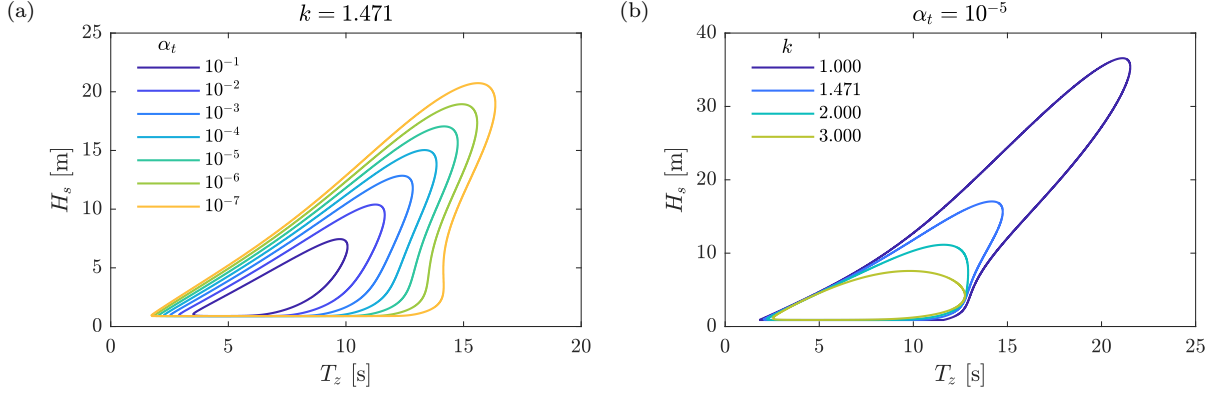 (a)
k = 1.471
H_s [m]
25
20
15
10
5
0
α_t
10^{-1}
10^{-2}
10^{-3}
10^{-4}
10^{-5}
10^{-6}
10^{-7}
0 5 10 15 20
T_z [s]
(b)
α_t = 10^{-5}
H_s [m]
40
30
20
10
0
k
1.000
1.471
2.000
3.000
0 5 10 15 20 25
T_z [s]